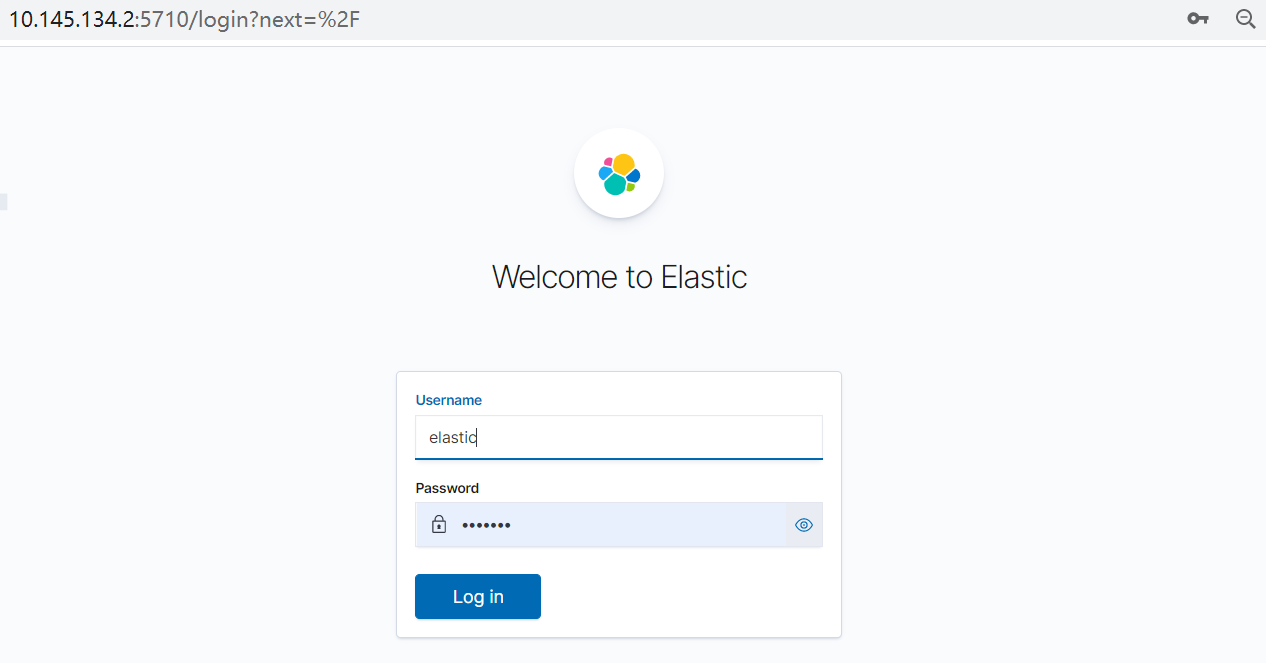 10.145.134.2:5710/login?next=%2F
Welcome to Elastic
Username
elastic
Password
•••••••
Log in